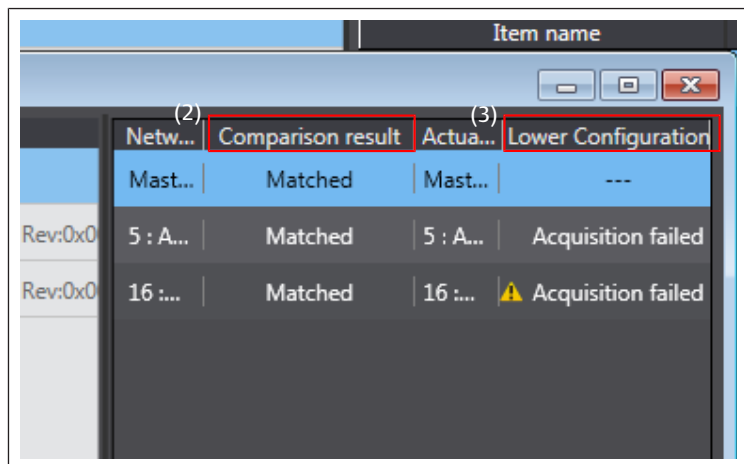 Item name
(2) (3)
Netw... Comparison result Actua... Lower Configuration
Mast... Matched Mast... ---
Rev:0x0 5 : A... Matched 5 : A... Acquisition failed
Rev:0x0 16 :... Matched 16 :... Acquisition failed